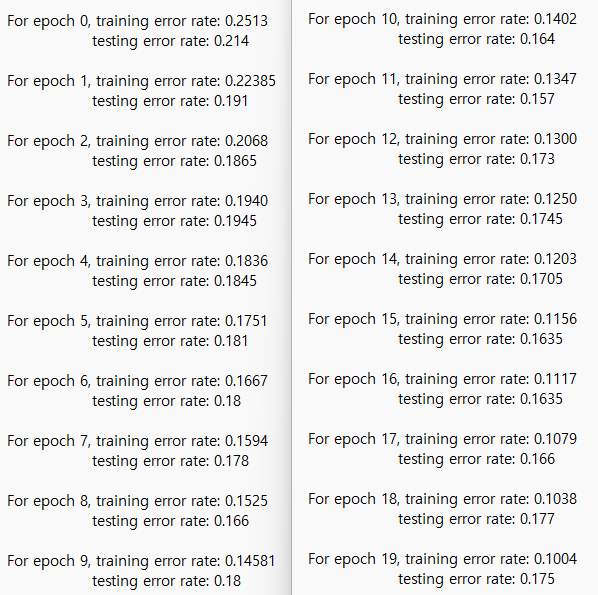 For epoch 0, training error rate: 0.2513
testing error rate: 0.214
For epoch 1, training error rate: 0.22385
testing error rate: 0.191
For epoch 2, training error rate: 0.2068
testing error rate: 0.1865
For epoch 3, training error rate: 0.1940
testing error rate: 0.1945
For epoch 4, training error rate: 0.1836
testing error rate: 0.1845
For epoch 5, training error rate: 0.1751
testing error rate: 0.181
For epoch 6, training error rate: 0.1667
testing error rate: 0.18
For epoch 7, training error rate: 0.1594
testing error rate: 0.178
For epoch 8, training error rate: 0.1525
testing error rate: 0.166
For epoch 9, training error rate: 0.14581
testing error rate: 0.18
For epoch 10, training error rate: 0.1402
testing error rate: 0.164
For epoch 11, training error rate: 0.1347
testing error rate: 0.157
For epoch 12, training error rate: 0.1300
testing error rate: 0.173
For epoch 13, training error rate: 0.1250
testing error rate: 0.1745
For epoch 14, training error rate: 0.1203
testing error rate: 0.1705
For epoch 15, training error rate: 0.1156
testing error rate: 0.1635
For epoch 16, training error rate: 0.1117
testing error rate: 0.1635
For epoch 17, training error rate: 0.1079
testing error rate: 0.166
For epoch 18, training error rate: 0.1038
testing error rate: 0.177
For epoch 19, training error rate: 0.1004
testing error rate: 0.175